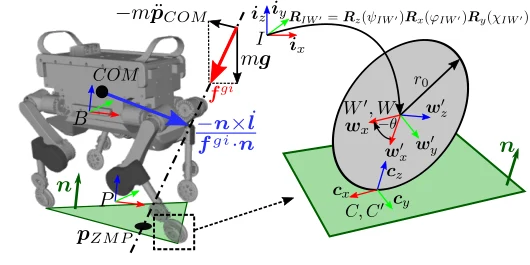 −mp̈_COM
mg
f^gi
COM
B
−n×l̇
f^gi·n
n
P
p_ZMP
i_z
i_y
I
i_x
R_IW′ = R_z(ψ_IW′)R_x(φ_IW′)R_y(χ_IW′)
r_0
W′, W
w_x
−θ
w′_x
w′_y
w′_z
n
c_z
c_x
c_y
C, C′